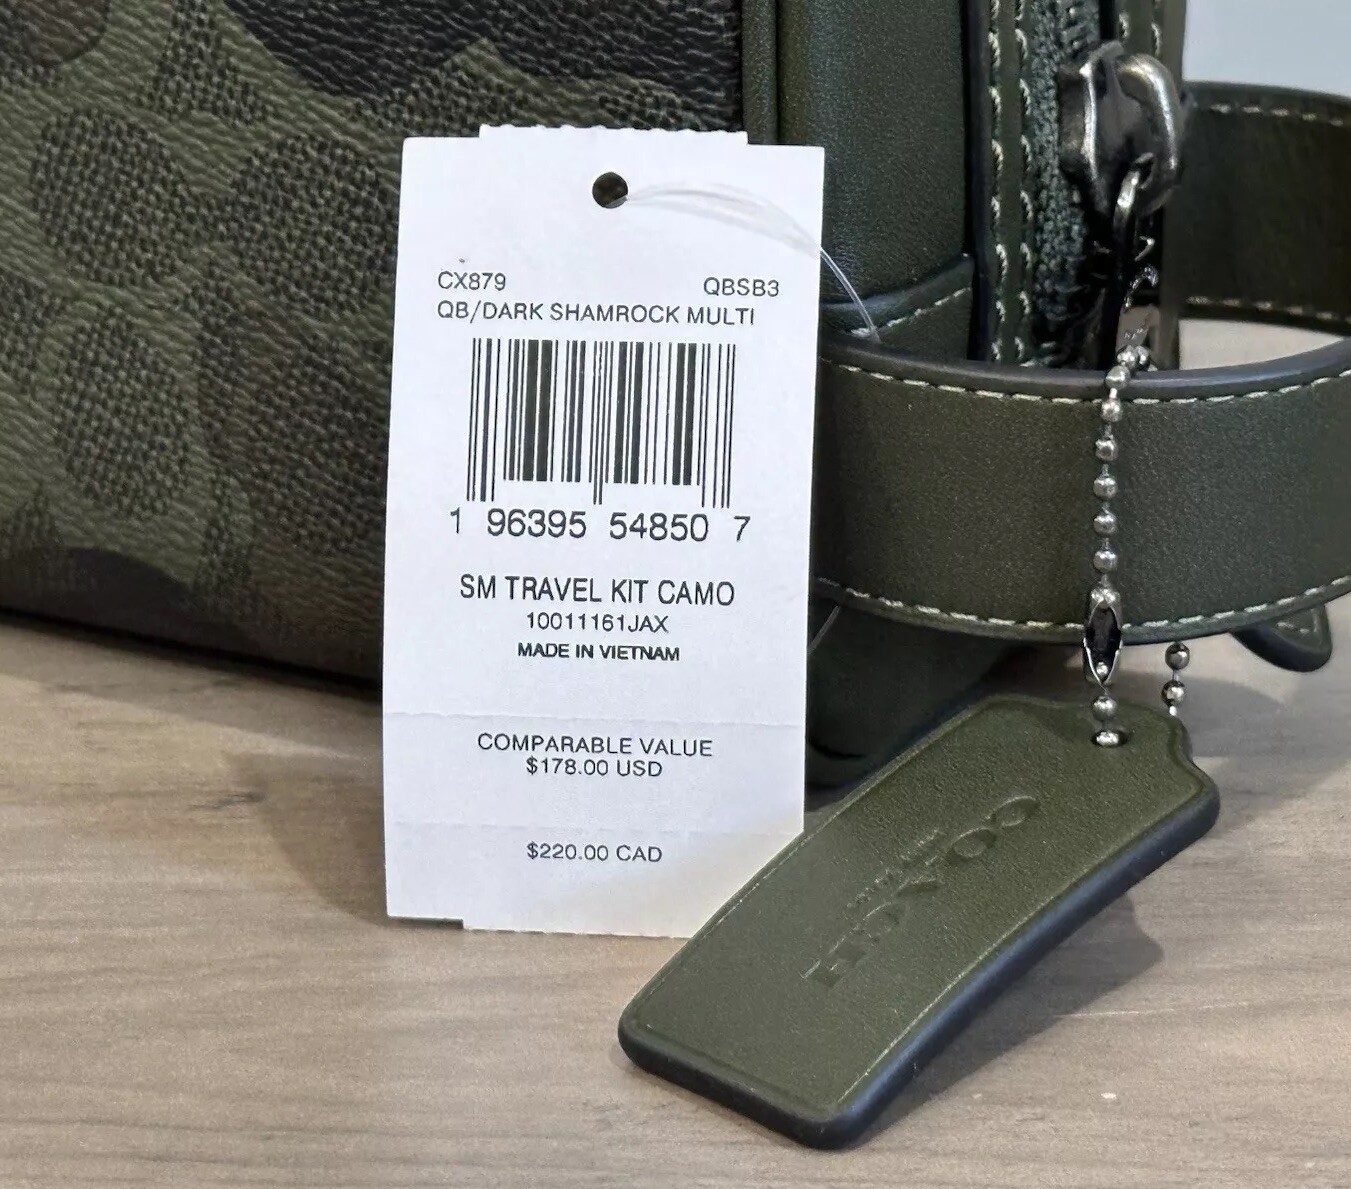 CX879 QBSB3
QB/DARK SHAMROCK MULTI
1 96395 54850 7
SM TRAVEL KIT CAMO
10011161JAX
MADE IN VIETNAM
COMPARABLE VALUE
$178.00 USD
$220.00 CAD
COACH